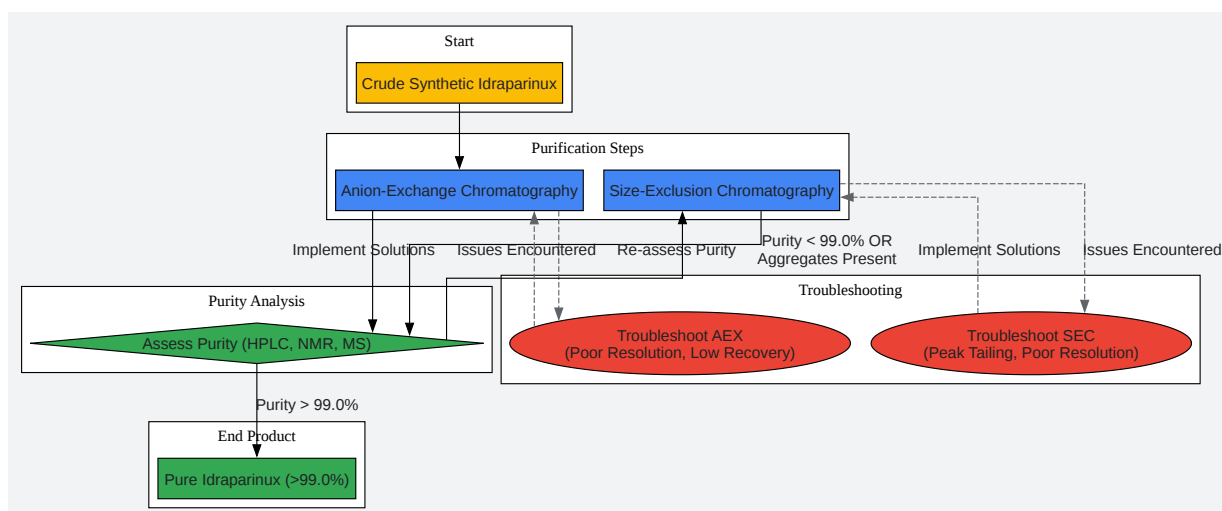 Start
Crude Synthetic Idraparinux
Purification Steps
Anion-Exchange Chromatography
Size-Exclusion Chromatography
Implement Solutions
Issues Encountered
Re-assess Purity
Purity < 99.0% OR
Aggregates Present
Implement Solutions
Issues Encountered
Purity Analysis
Assess Purity (HPLC, NMR, MS)
Troubleshooting
Troubleshoot AEX
(Poor Resolution, Low Recovery)
Troubleshoot SEC
(Peak Tailing, Poor Resolution)
Purity > 99.0%
End Product
Pure Idraparinux (>99.0%)